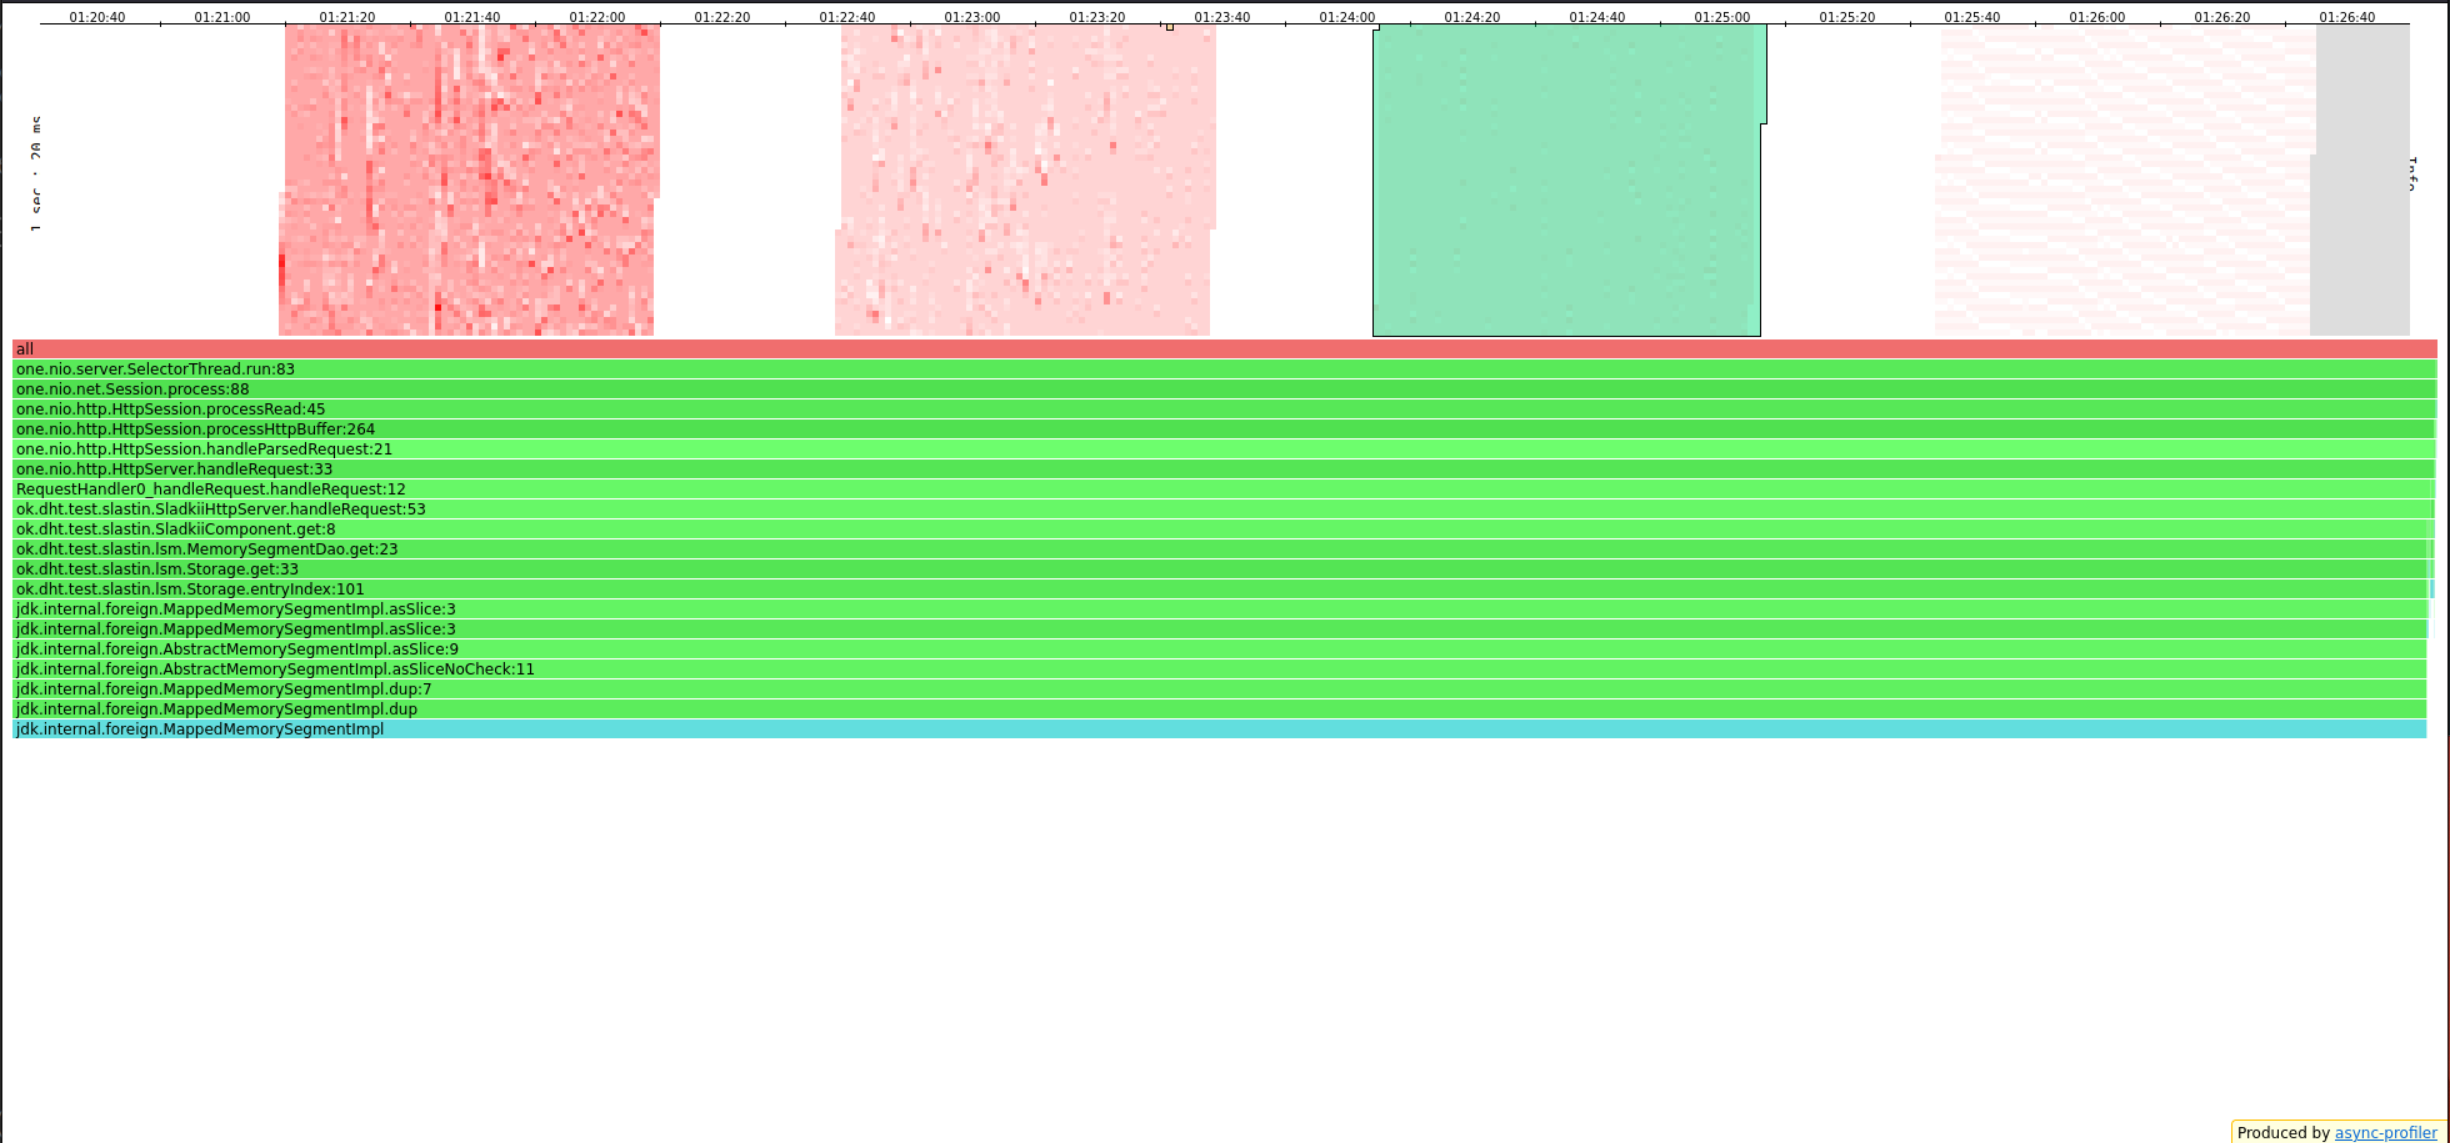 01:20:40 01:21:00 01:21:20 01:21:40 01:22:00 01:22:20 01:22:40 01:23:00 01:23:20 01:23:40 01:24:00 01:24:20 01:24:40 01:25:00 01:25:20 01:25:40 01:26:00 01:26:20 01:26:40
1 sec · 20 ms
Info
all
one.nio.server.SelectorThread.run:83
one.nio.net.Session.process:88
one.nio.http.HttpSession.processRead:45
one.nio.http.HttpSession.processHttpBuffer:264
one.nio.http.HttpSession.handleParsedRequest:21
one.nio.http.HttpServer.handleRequest:33
RequestHandler0_handleRequest.handleRequest:12
ok.dht.test.slastin.SladkiiHttpServer.handleRequest:53
ok.dht.test.slastin.SladkiiComponent.get:8
ok.dht.test.slastin.lsm.MemorySegmentDao.get:23
ok.dht.test.slastin.lsm.Storage.get:33
ok.dht.test.slastin.lsm.Storage.entryIndex:101
jdk.internal.foreign.MappedMemorySegmentImpl.asSlice:3
jdk.internal.foreign.MappedMemorySegmentImpl.asSlice:3
jdk.internal.foreign.AbstractMemorySegmentImpl.asSlice:9
jdk.internal.foreign.AbstractMemorySegmentImpl.asSliceNoCheck:11
jdk.internal.foreign.MappedMemorySegmentImpl.dup:7
jdk.internal.foreign.MappedMemorySegmentImpl.dup
jdk.internal.foreign.MappedMemorySegmentImpl
Produced by async-profiler